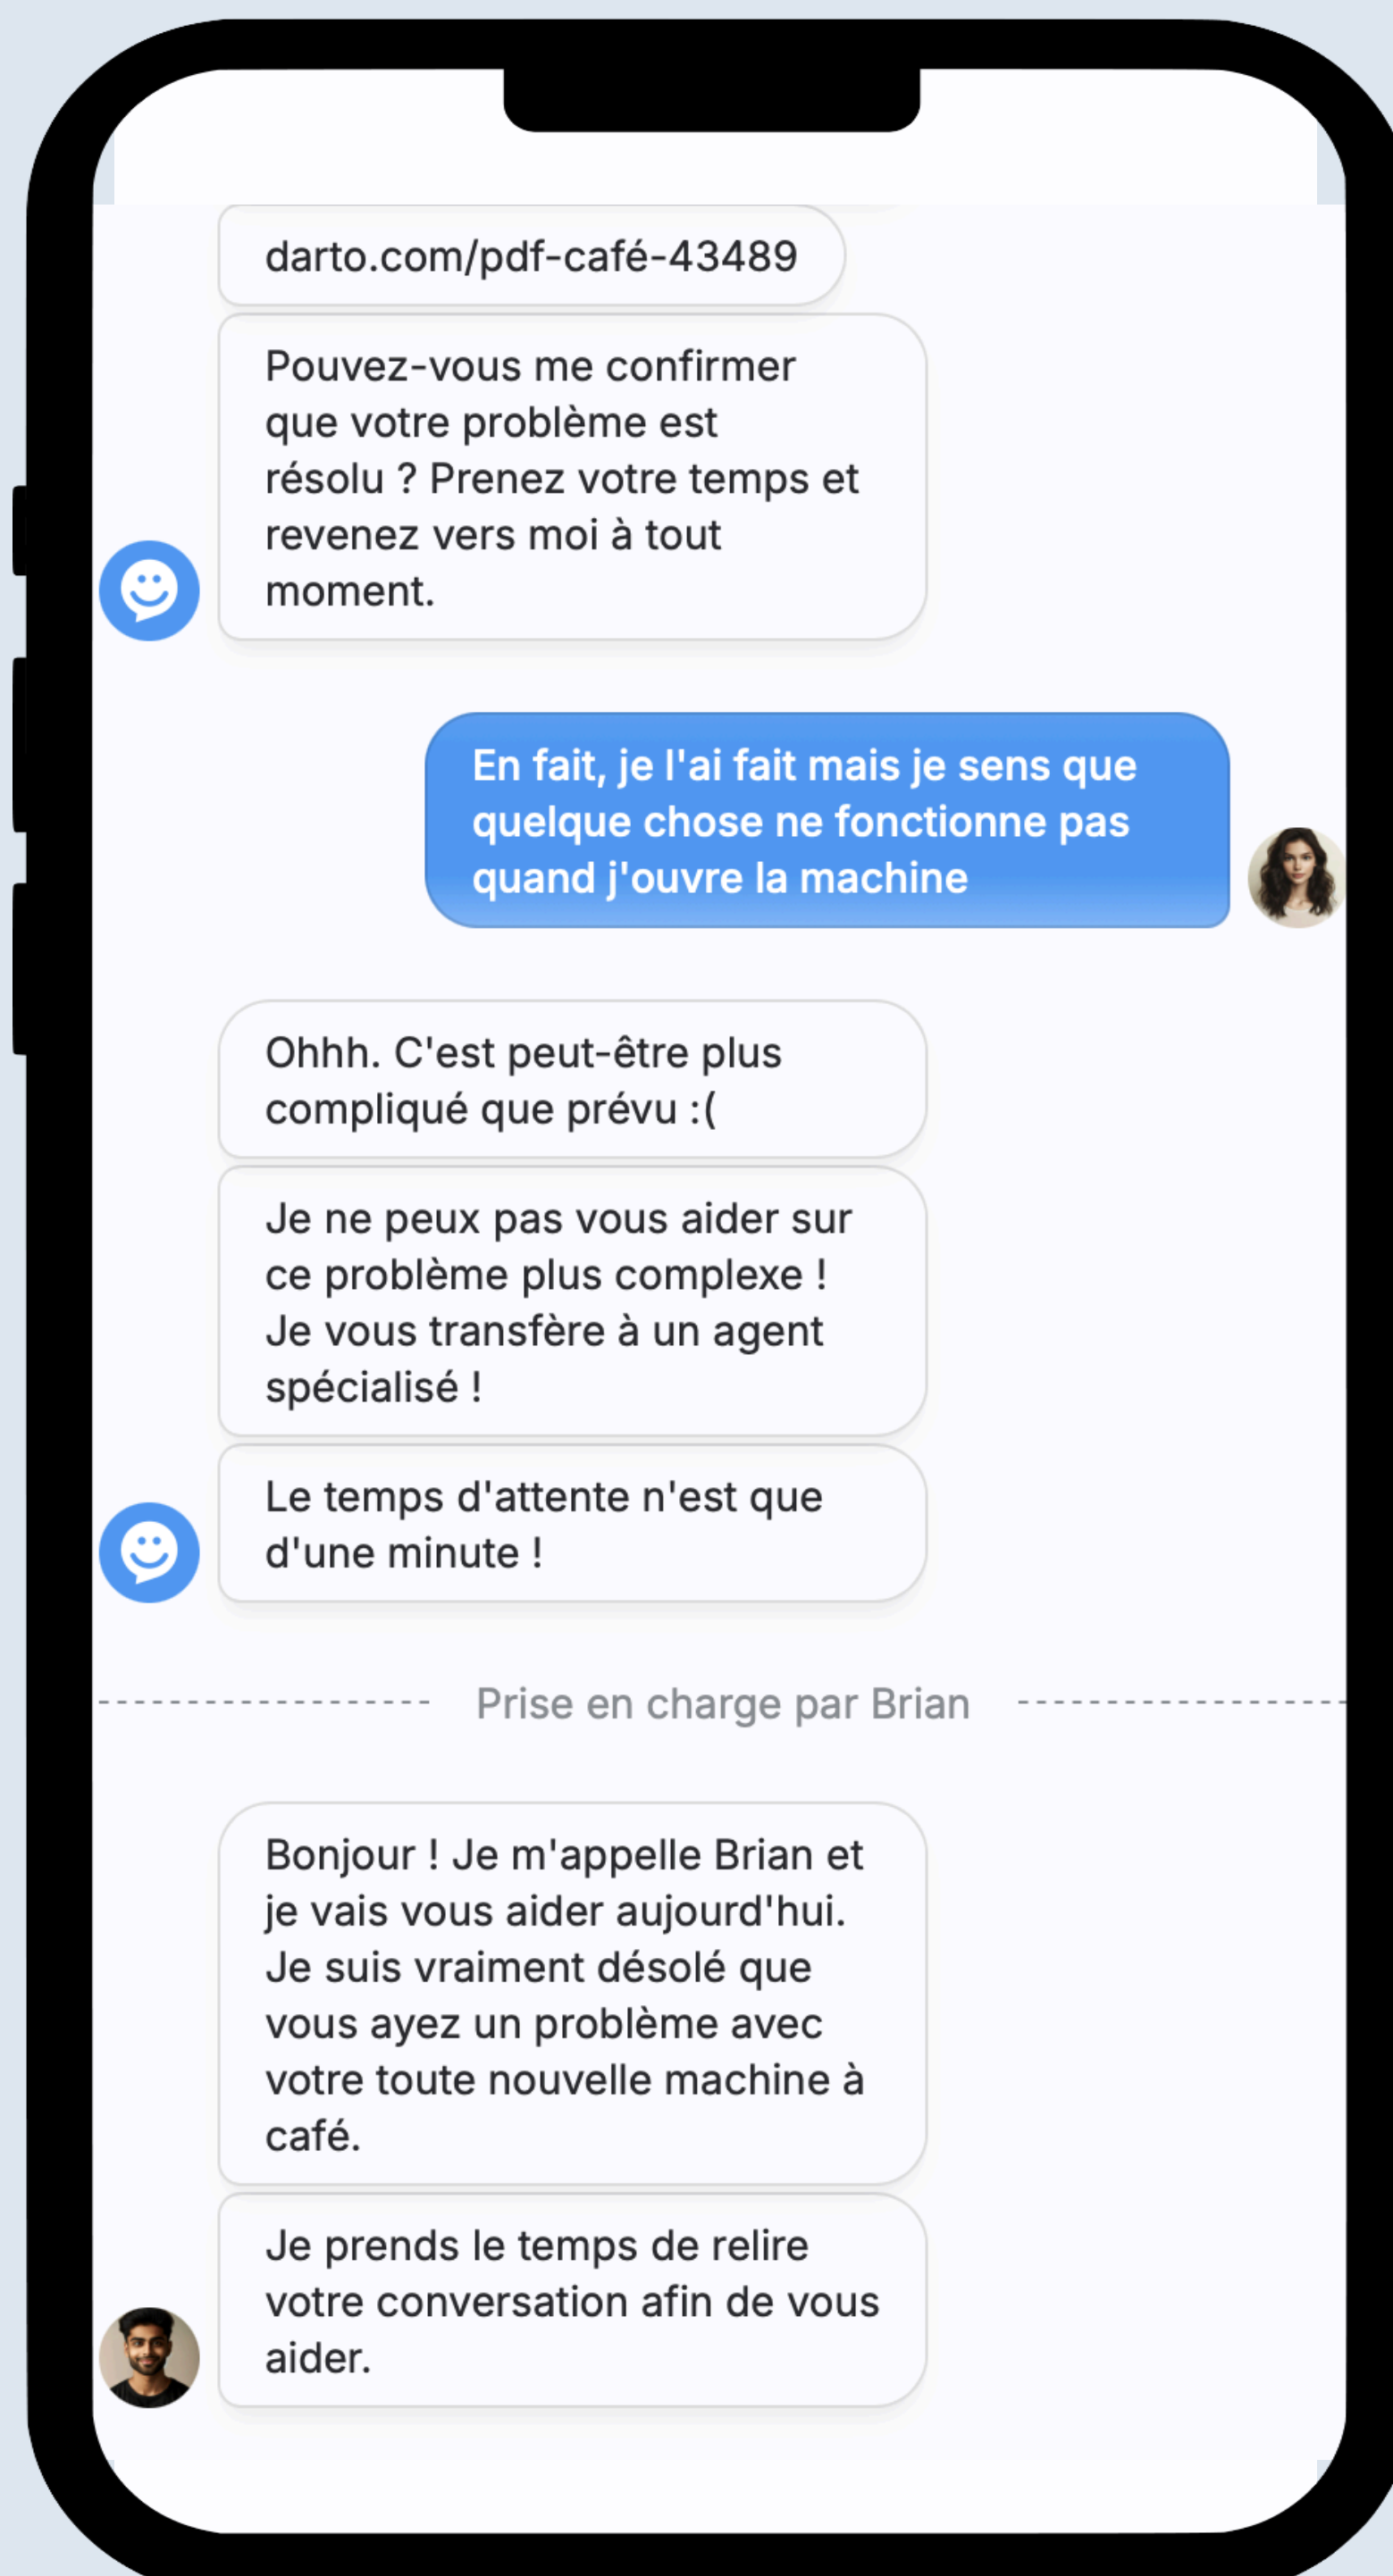 darto.com/pdf-café-43489
Pouvez-vous me confirmer
que votre problème est
résolu ? Prenez votre temps et
revenez vers moi à tout
moment.
En fait, je l'ai fait mais je sens que
quelque chose ne fonctionne pas
quand j'ouvre la machine
Ohhh. C'est peut-être plus
compliqué que prévu :(
Je ne peux pas vous aider sur
ce problème plus complexe !
Je vous transfère à un agent
spécialisé !
Le temps d'attente n'est que
d'une minute !
Prise en charge par Brian
Bonjour ! Je m'appelle Brian et
je vais vous aider aujourd'hui.
Je suis vraiment désolé que
vous ayez un problème avec
votre toute nouvelle machine à
café.
Je prends le temps de relire
votre conversation afin de vous
aider.